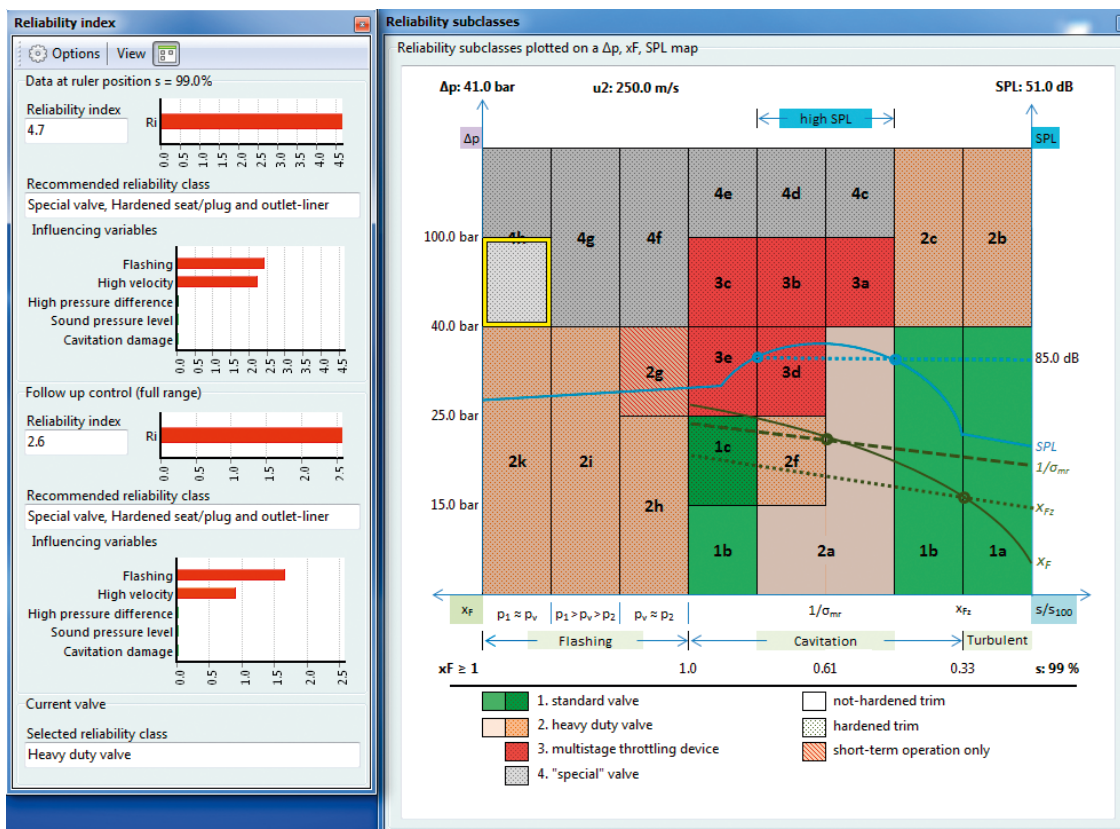 Reliability index
Options View
Data at ruler position s = 99.0%
Reliability index
4.7
Ri
0.0 0.5 1.0 1.5 2.0 2.5 3.0 3.5 4.0 4.5
Recommended reliability class
Special valve, Hardened seat/plug and outlet-liner
Influencing variables
Flashing
High velocity
High pressure difference
Sound pressure level
Cavitation damage
0.0 0.5 1.0 1.5 2.0 2.5 3.0 3.5 4.0 4.5
Follow up control (full range)
Reliability index
2.6
Ri
0.0 0.5 1.0 1.5 2.0 2.5
Recommended reliability class
Special valve, Hardened seat/plug and outlet-liner
Influencing variables
Flashing
High velocity
High pressure difference
Sound pressure level
Cavitation damage
0.0 0.5 1.0 1.5 2.0 2.5
Current valve
Selected reliability class
Heavy duty valve
Reliability subclasses
Reliability subclasses plotted on a Δp, xF, SPL map
Δp: 41.0 bar u2: 250.0 m/s SPL: 51.0 dB
high SPL
Δp SPL
4e 4d 4c
100.0 bar 4g 4f 2c 2b
3c 3b 3a
40.0 bar
3e 85.0 dB
2g 3d
25.0 bar
SPL
2k 2i 1c 2f 1/σmr
15.0 bar 2h xFz
1b 2a 1b 1a xF
xF p1 ≈ pv p1>pv>p2 pv ≈ p2 1/σmr xFz s/s100
Flashing Cavitation Turbulent
xF ≥ 1 1.0 0.61 0.33 s: 99 %
1. standard valve not-hardened trim
2. heavy duty valve hardened trim
3. multistage throttling device short-term operation only
4. "special" valve